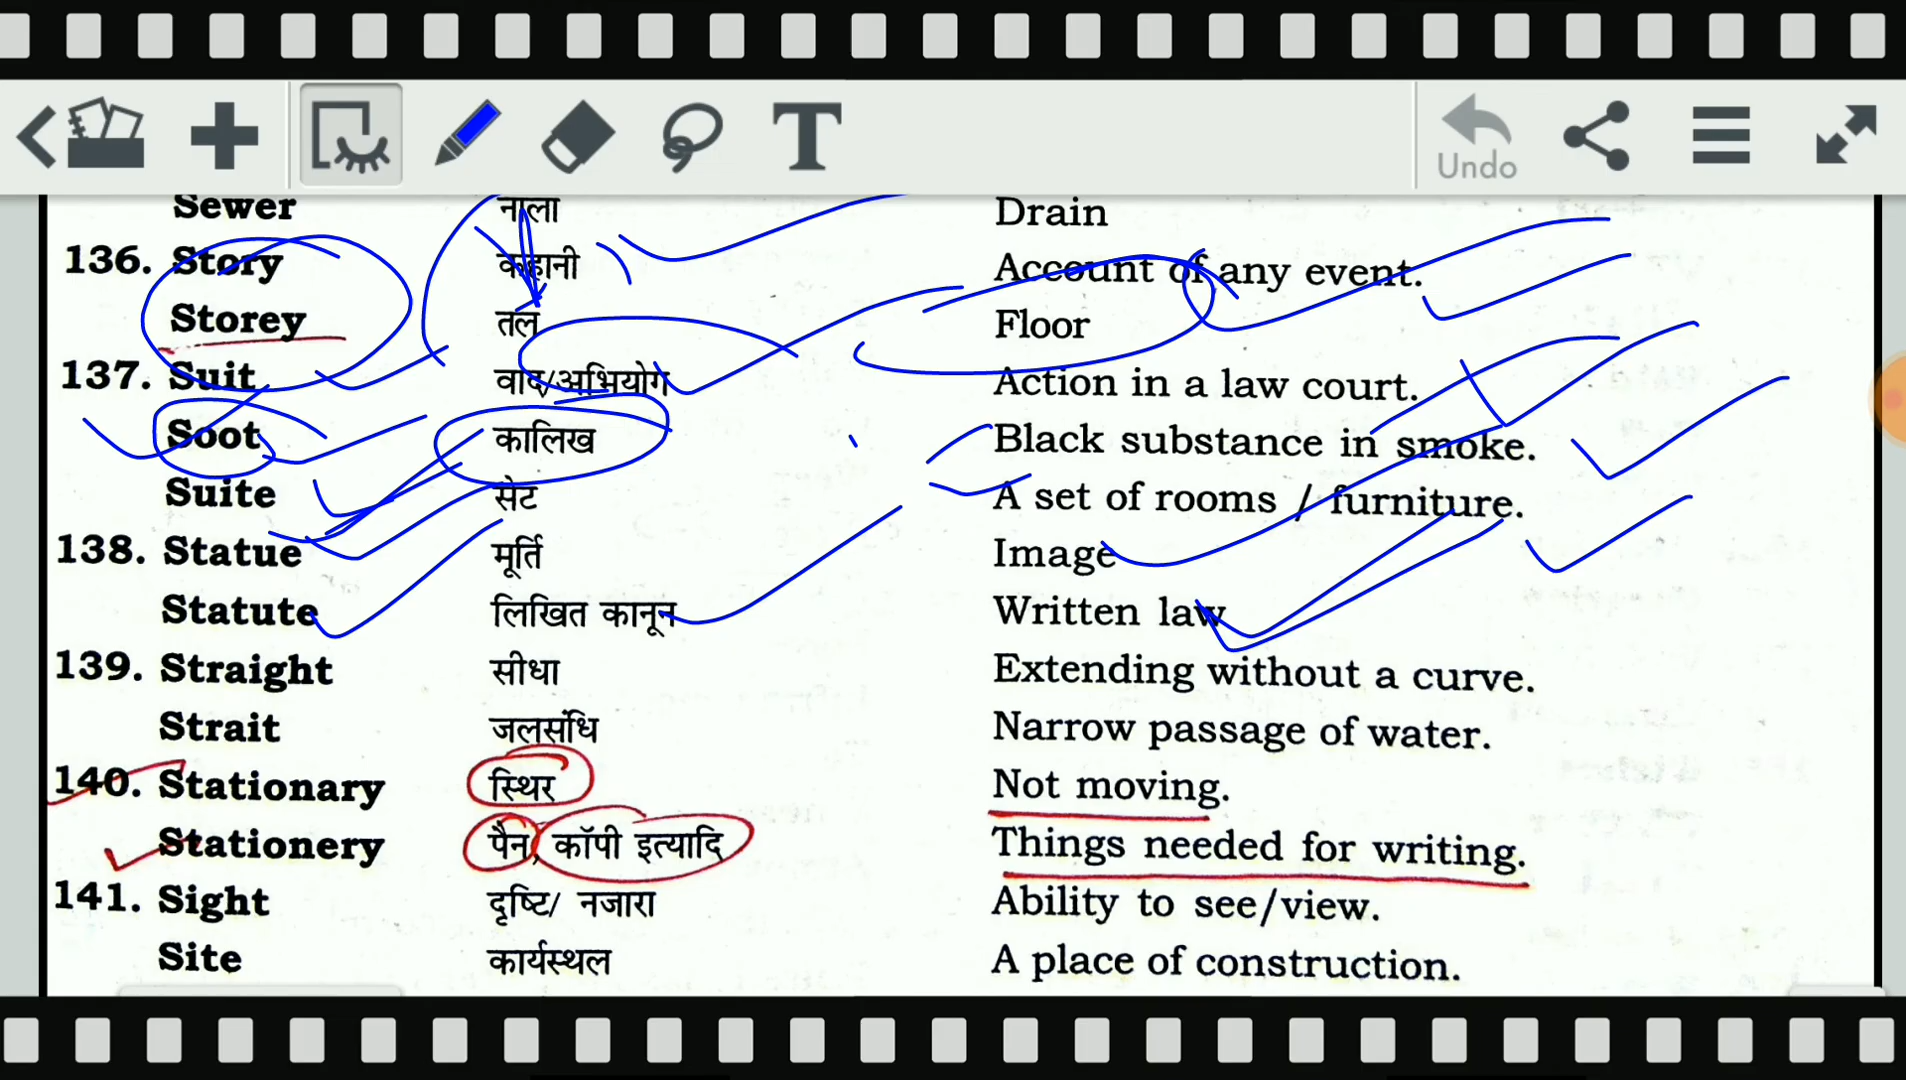 Undo
Sewer नाला Drain
136. Story कहानी Account of any event.
Storey तल Floor
137. Suit वाद/अभियोग Action in a law court.
Soot कालिख Black substance in smoke.
Suite सेट A set of rooms / furniture.
138. Statue मूर्ति Image
Statute लिखित कानून Written law
139. Straight सीधा Extending without a curve.
Strait जलसंधि Narrow passage of water.
140. Stationary स्थिर Not moving.
Stationery पैन, कॉपी इत्यादि Things needed for writing.
141. Sight दृष्टि/ नजारा Ability to see/view.
Site कार्यस्थल A place of construction.